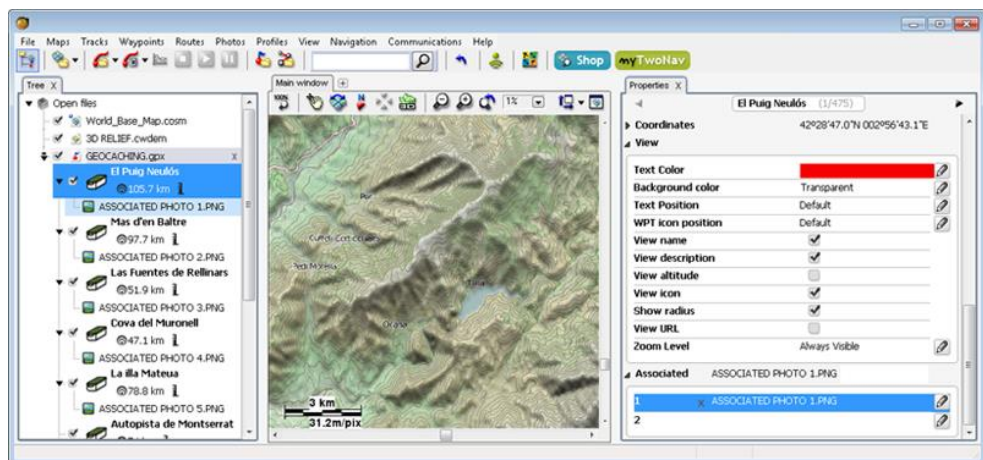 File Maps Tracks Waypoints Routes Photos Profiles View Navigation Communications Help
Shop
myTwoNav
Tree X
Open files
World_Base_Map.cosm
3D RELIEF.cwdem
GEOCACHING.gpx x
El Puig Neulós
105.7 km
ASSOCIATED PHOTO 1.PNG
Mas d'en Baltre
97.7 km
ASSOCIATED PHOTO 2.PNG
Las Fuentes de Rellinars
51.9 km
ASSOCIATED PHOTO 3.PNG
Cova del Muronell
47.1 km
ASSOCIATED PHOTO 4.PNG
La illa Mateua
78.8 km
ASSOCIATED PHOTO 5.PNG
Autopista de Montserrat
Main window
100%
1%
3 km
31.2m/pix
Properties X
El Puig Neulós (1/475)
Coordinates 42º28'47.0"N 002º56'43.1"E
View
Text Color
Background color Transparent
Text Position Default
WPT icon position Default
View name
View description
View altitude
View icon
Show radius
View URL
Zoom Level Always Visible
Associated ASSOCIATED PHOTO 1.PNG
1 x ASSOCIATED PHOTO 1.PNG
2